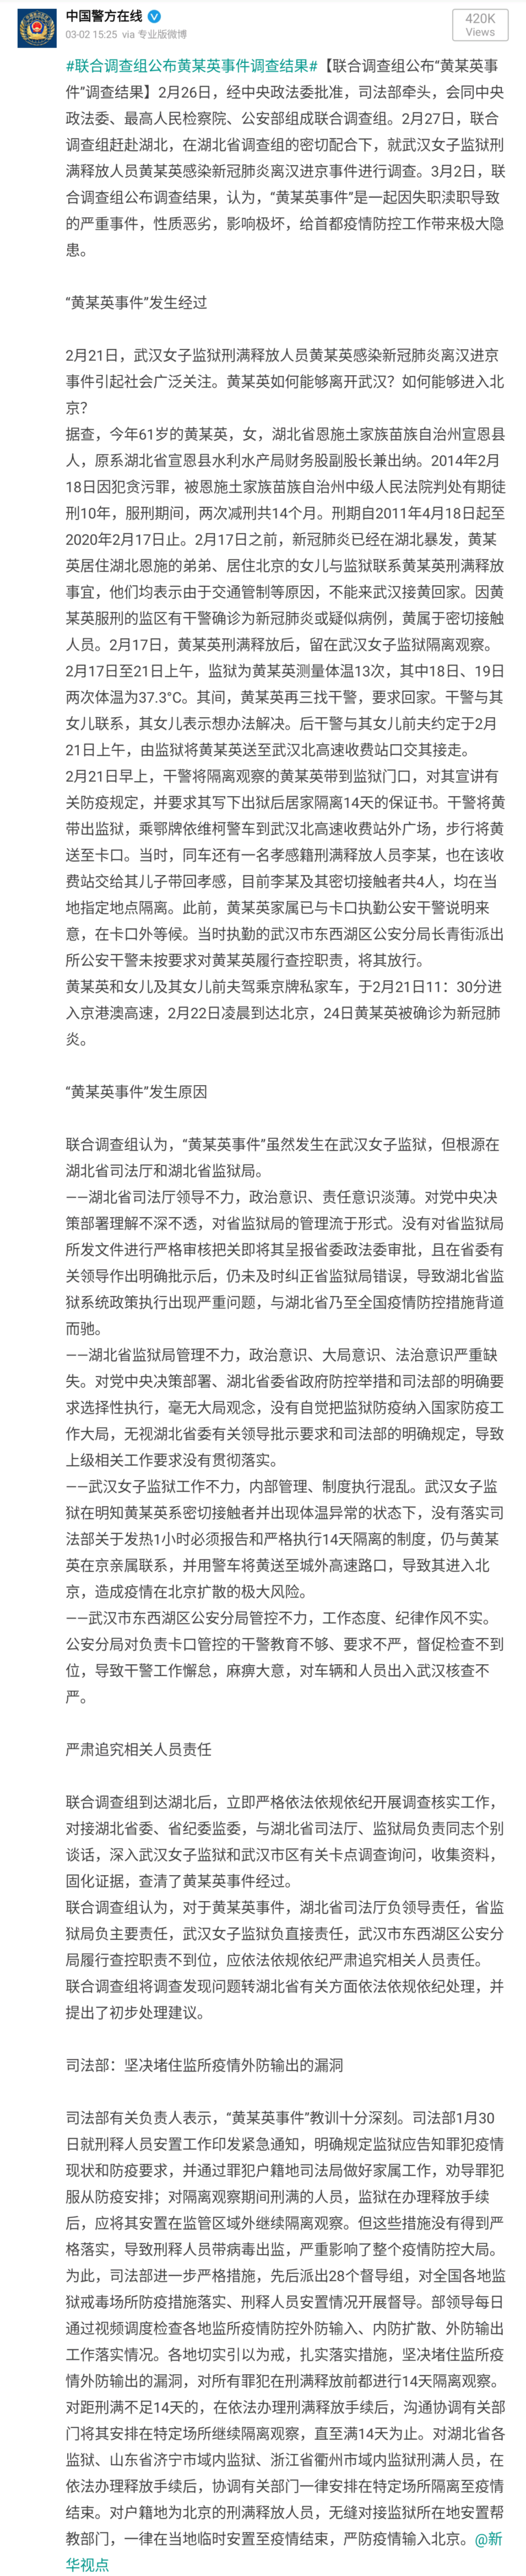 中国警方在线
03-02 15:25 via 专业版微博
420K
Views
#联合调查组公布黄某英事件调查结果#【联合调查组公布“黄某英事
件”调查结果】2月26日，经中央政法委批准，司法部牵头，会同中央
政法委、最高人民检察院、公安部组成联合调查组。2月27日，联合
调查组赶赴湖北，在湖北省调查组的密切配合下，就武汉女子监狱刑
满释放人员黄某英感染新冠肺炎离汉进京事件进行调查。3月2日，联
合调查组公布调查结果，认为，“黄某英事件”是一起因失职渎职导致
的严重事件，性质恶劣，影响极坏，给首都疫情防控工作带来极大隐
患。
“黄某英事件”发生经过
2月21日，武汉女子监狱刑满释放人员黄某英感染新冠肺炎离汉进京
事件引起社会广泛关注。黄某英如何能够离开武汉？如何能够进入北
京？
据查，今年61岁的黄某英，女，湖北省恩施土家族苗族自治州宣恩县
人，原系湖北省宣恩县水利水产局财务股副股长兼出纳。2014年2月
18日因犯贪污罪，被恩施土家族苗族自治州中级人民法院判处有期徒
刑10年，服刑期间，两次减刑共14个月。刑期自2011年4月18日起至
2020年2月17日止。2月17日之前，新冠肺炎已经在湖北暴发，黄某
英居住湖北恩施的弟弟、居住北京的女儿与监狱联系黄某英刑满释放
事宜，他们均表示由于交通管制等原因，不能来武汉接黄回家。因黄
某英服刑的监区有干警确诊为新冠肺炎或疑似病例，黄属于密切接触
人员。2月17日，黄某英刑满释放后，留在武汉女子监狱隔离观察。
2月17日至21日上午，监狱为黄某英测量体温13次，其中18日、19日
两次体温为37.3°C。其间，黄某英再三找干警，要求回家。干警与其
女儿联系，其女儿表示想办法解决。后干警与其女儿前夫约定于2月
21日上午，由监狱将黄某英送至武汉北高速收费站口交其接走。
2月21日早上，干警将隔离观察的黄某英带到监狱门口，对其宣讲有
关防疫规定，并要求其写下出狱后居家隔离14天的保证书。干警将黄
带出监狱，乘鄂牌依维柯警车到武汉北高速收费站外广场，步行将黄
送至卡口。当时，同车还有一名孝感籍刑满释放人员李某，也在该收
费站交给其儿子带回孝感，目前李某及其密切接触者共4人，均在当
地指定地点隔离。此前，黄某英家属已与卡口执勤公安干警说明来
意，在卡口外等候。当时执勤的武汉市东西湖区公安分局长青街派出
所公安干警未按要求对黄某英履行查控职责，将其放行。
黄某英和女儿及其女儿前夫驾乘京牌私家车，于2月21日11：30分进
入京港澳高速，2月22日凌晨到达北京，24日黄某英被确诊为新冠肺
炎。
“黄某英事件”发生原因
联合调查组认为，“黄某英事件”虽然发生在武汉女子监狱，但根源在
湖北省司法厅和湖北省监狱局。
——湖北省司法厅领导不力，政治意识、责任意识淡薄。对党中央决
策部署理解不深不透，对省监狱局的管理流于形式。没有对省监狱局
所发文件进行严格审核把关即将其呈报省委政法委审批，且在省委有
关领导作出明确批示后，仍未及时纠正省监狱局错误，导致湖北省监
狱系统政策执行出现严重问题，与湖北省乃至全国疫情防控措施背道
而驰。
——湖北省监狱局管理不力，政治意识、大局意识、法治意识严重缺
失。对党中央决策部署、湖北省委省政府防控举措和司法部的明确要
求选择性执行，毫无大局观念，没有自觉把监狱防疫纳入国家防疫工
作大局，无视湖北省委有关领导批示要求和司法部的明确规定，导致
上级相关工作要求没有贯彻落实。
——武汉女子监狱工作不力，内部管理、制度执行混乱。武汉女子监
狱在明知黄某英系密切接触者并出现体温异常的状态下，没有落实司
法部关于发热1小时必须报告和严格执行14天隔离的制度，仍与黄某
英在京亲属联系，并用警车将黄送至城外高速路口，导致其进入北
京，造成疫情在北京扩散的极大风险。
——武汉市东西湖区公安分局管控不力，工作态度、纪律作风不实。
公安分局对负责卡口管控的干警教育不够、要求不严，督促检查不到
位，导致干警工作懈怠，麻痹大意，对车辆和人员出入武汉核查不
严。
严肃追究相关人员责任
联合调查组到达湖北后，立即严格依法依规依纪开展调查核实工作，
对接湖北省委、省纪委监委，与湖北省司法厅、监狱局负责同志个别
谈话，深入武汉女子监狱和武汉市区有关卡点调查询问，收集资料，
固化证据，查清了黄某英事件经过。
联合调查组认为，对于黄某英事件，湖北省司法厅负领导责任，省监
狱局负主要责任，武汉女子监狱负直接责任，武汉市东西湖区公安分
局履行查控职责不到位，应依法依规依纪严肃追究相关人员责任。
联合调查组将调查发现问题转湖北省有关方面依法依规依纪处理，并
提出了初步处理建议。
司法部：坚决堵住监所疫情外防输出的漏洞
司法部有关负责人表示，“黄某英事件”教训十分深刻。司法部1月30
日就刑释人员安置工作印发紧急通知，明确规定监狱应告知罪犯疫情
现状和防疫要求，并通过罪犯户籍地司法局做好家属工作，劝导罪犯
服从防疫安排；对隔离观察期间刑满的人员，监狱在办理释放手续
后，应将其安置在监管区域外继续隔离观察。但这些措施没有得到严
格落实，导致刑释人员带病毒出监，严重影响了整个疫情防控大局。
为此，司法部进一步严格措施，先后派出28个督导组，对全国各地监
狱戒毒场所防疫措施落实、刑释人员安置情况开展督导。部领导每日
通过视频调度检查各地监所疫情防控外防输入、内防扩散、外防输出
工作落实情况。各地切实引以为戒，扎实落实措施，坚决堵住监所疫
情外防输出的漏洞，对所有罪犯在刑满释放前都进行14天隔离观察。
对距刑满不足14天的，在依法办理刑满释放手续后，沟通协调有关部
门将其安排在特定场所继续隔离观察，直至满14天为止。对湖北省各
监狱、山东省济宁市域内监狱、浙江省衢州市域内监狱刑满人员，在
依法办理释放手续后，协调有关部门一律安排在特定场所隔离至疫情
结束。对户籍地为北京的刑满释放人员，无缝对接监狱所在地安置帮
教部门，一律在当地临时安置至疫情结束，严防疫情输入北京。@新
华视点